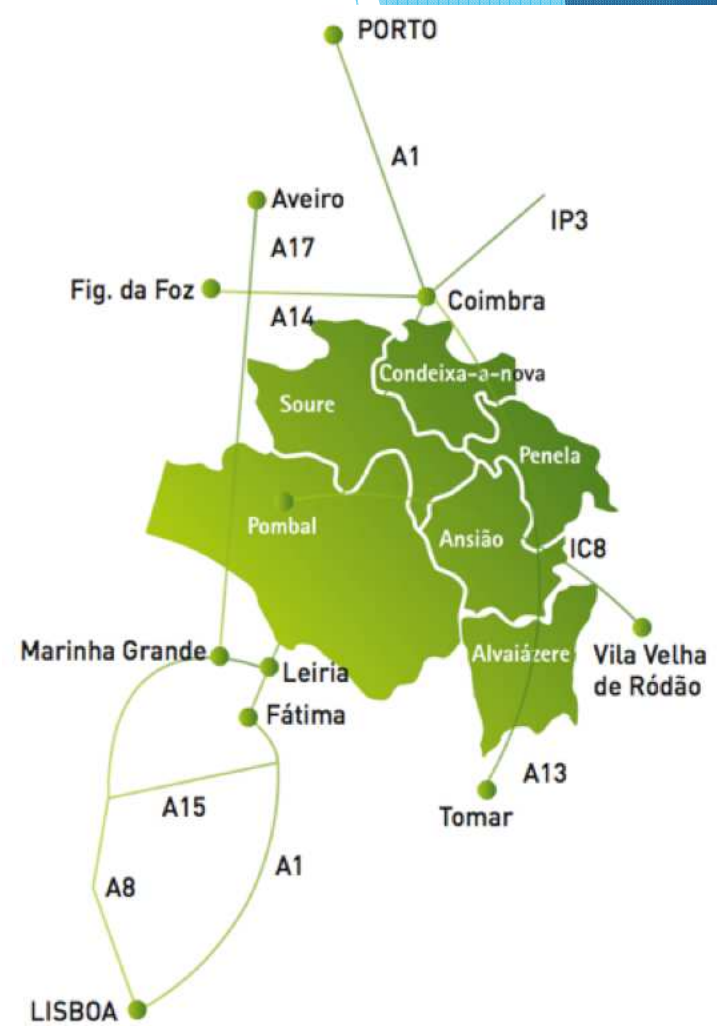 PORTO
A1
Aveiro
IP3
A17
Fig. da Foz
Coimbra
A14
Condeixa-a-nova
Soure
Penela
Pombal
Ansião
IC8
Marinha Grande
Leiria
Alvaiázere
Vila Velha
de Ródão
Fátima
A13
A15
Tomar
A1
A8
LISBOA